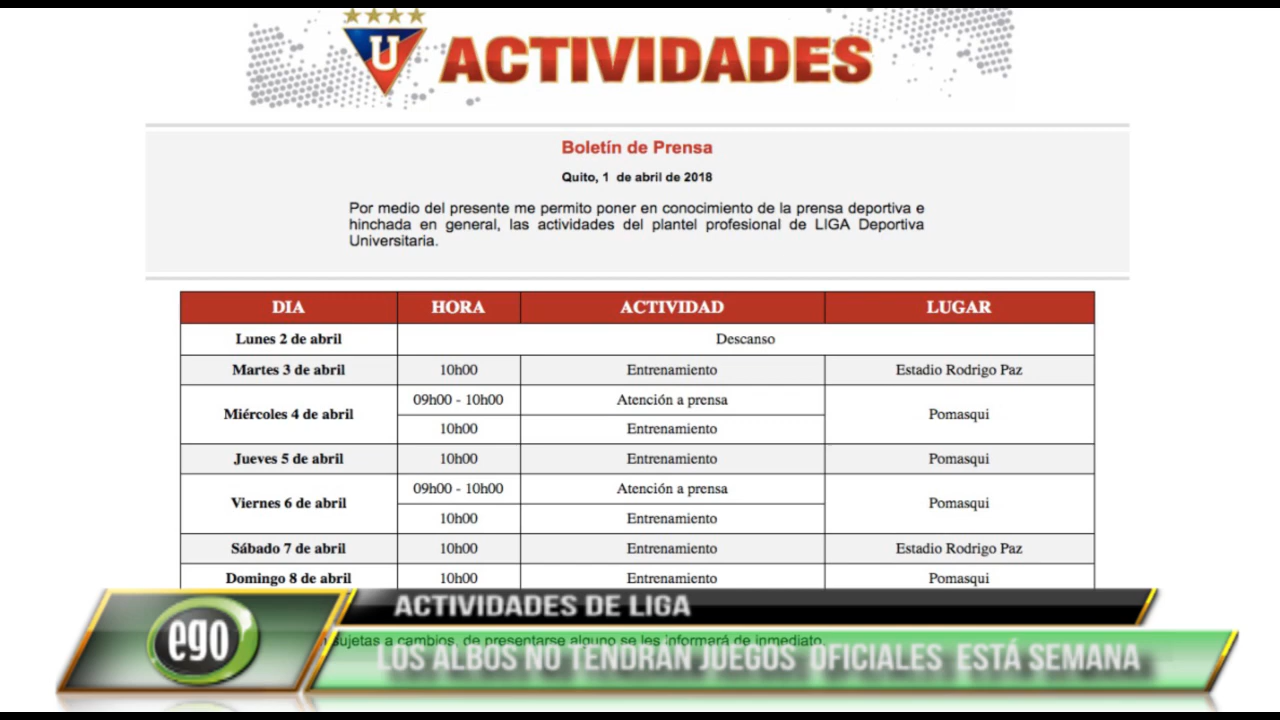 U ACTIVIDADES
Boletín de Prensa
Quito, 1 de abril de 2018
Por medio del presente me permito poner en conocimiento de la prensa deportiva e
hinchada en general, las actividades del plantel profesional de LIGA Deportiva
Universitaria.
DIA HORA ACTIVIDAD LUGAR
Lunes 2 de abril Descanso
Martes 3 de abril 10h00 Entrenamiento Estadio Rodrigo Paz
Miércoles 4 de abril 09h00 - 10h00 Atención a prensa Pomasqui
10h00 Entrenamiento
Jueves 5 de abril 10h00 Entrenamiento Pomasqui
Viernes 6 de abril 09h00 - 10h00 Atención a prensa Pomasqui
10h00 Entrenamiento
Sábado 7 de abril 10h00 Entrenamiento Estadio Rodrigo Paz
Domingo 8 de abril 10h00 Entrenamiento Pomasqui
ACTIVIDADES DE LIGA
sujetas a cambios, de presentarse alguno se les informará de inmediato.
ego
LOS ALBOS NO TENDRÁN JUEGOS OFICIALES ESTÁ SEMANA